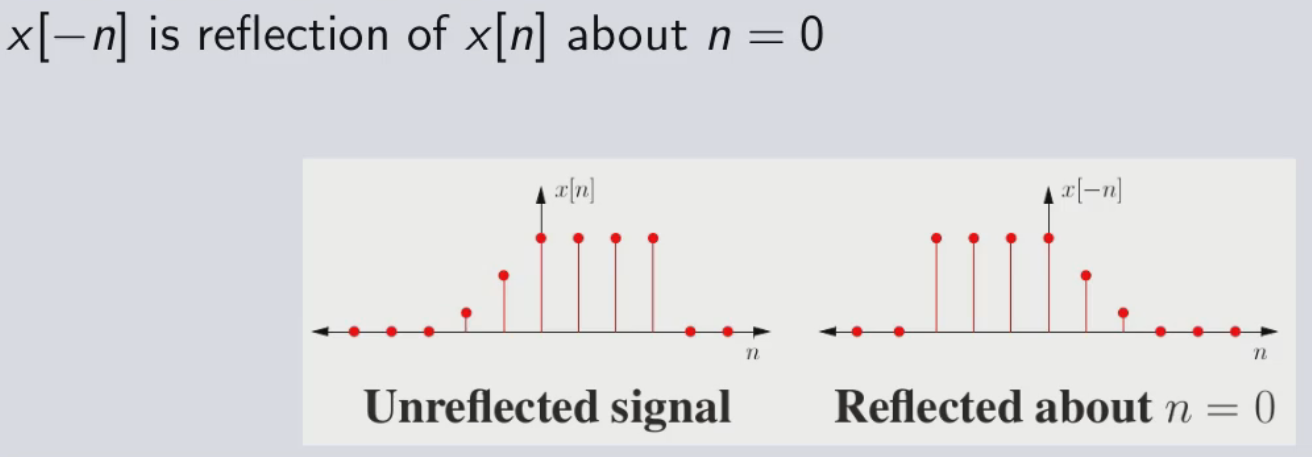 x[−n] is reflection of x[n] about n = 0
x[n]
x[−n]
n
n
Unreflected signal
Reflected about n = 0